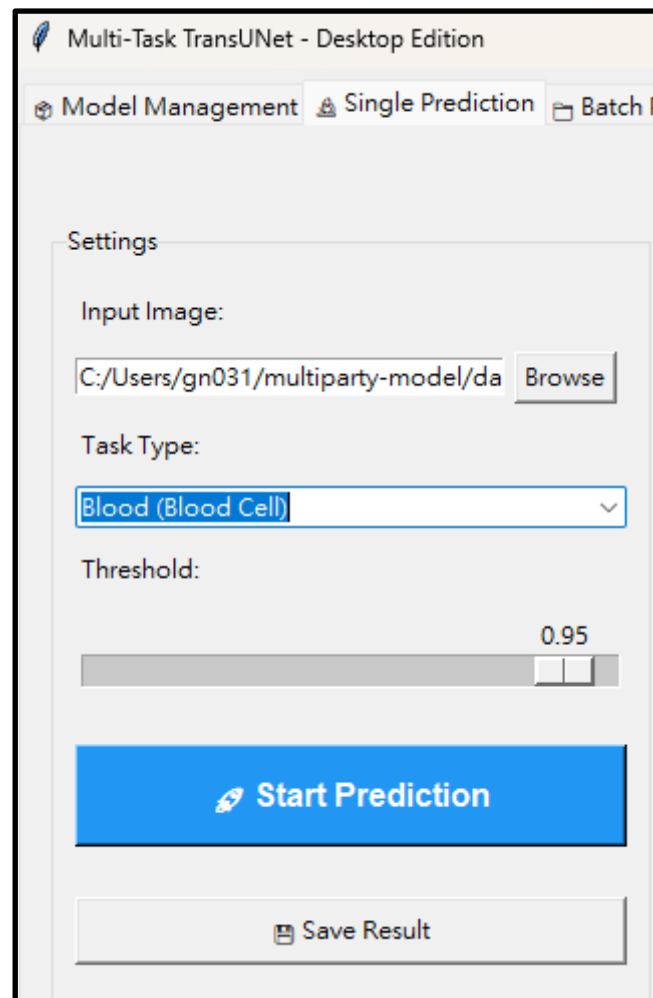 Multi-Task TransUNet - Desktop Edition
Model Management Single Prediction Batch
Settings
Input Image:
C:/Users/gn031/multiparty-model/da Browse
Task Type:
Blood (Blood Cell)
Threshold:
0.95
Start Prediction
Save Result